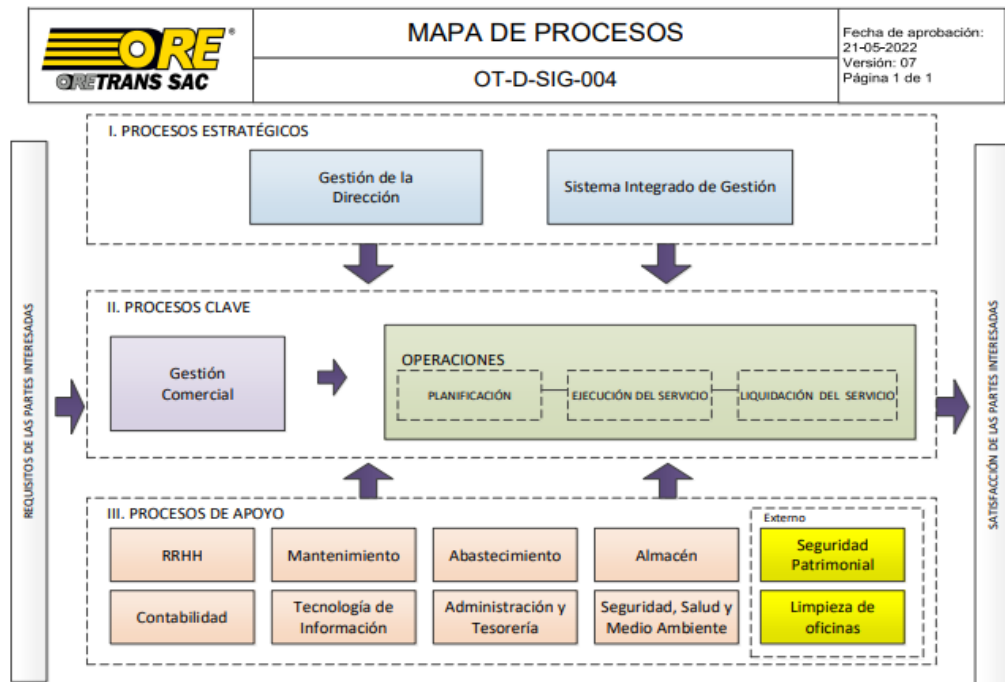 ORE®
ORETRANS SAC
MAPA DE PROCESOS
OT-D-SIG-004
Fecha de aprobación:
21-05-2022
Versión: 07
Página 1 de 1
REQUISITOS DE LAS PARTES INTERESADAS
I. PROCESOS ESTRATÉGICOS
Gestión de la
Dirección
Sistema Integrado de Gestión
II. PROCESOS CLAVE
Gestión
Comercial
OPERACIONES
PLANIFICACIÓN
EJECUCIÓN DEL SERVICIO
LIQUIDACIÓN DEL SERVICIO
III. PROCESOS DE APOYO
RRHH
Mantenimiento
Abastecimiento
Almacén
Externo
Seguridad
Patrimonial
Contabilidad
Tecnología de
Información
Administración y
Tesorería
Seguridad, Salud y
Medio Ambiente
Limpieza de
oficinas
SATISFACCIÓN DE LAS PARTES INTERESADAS